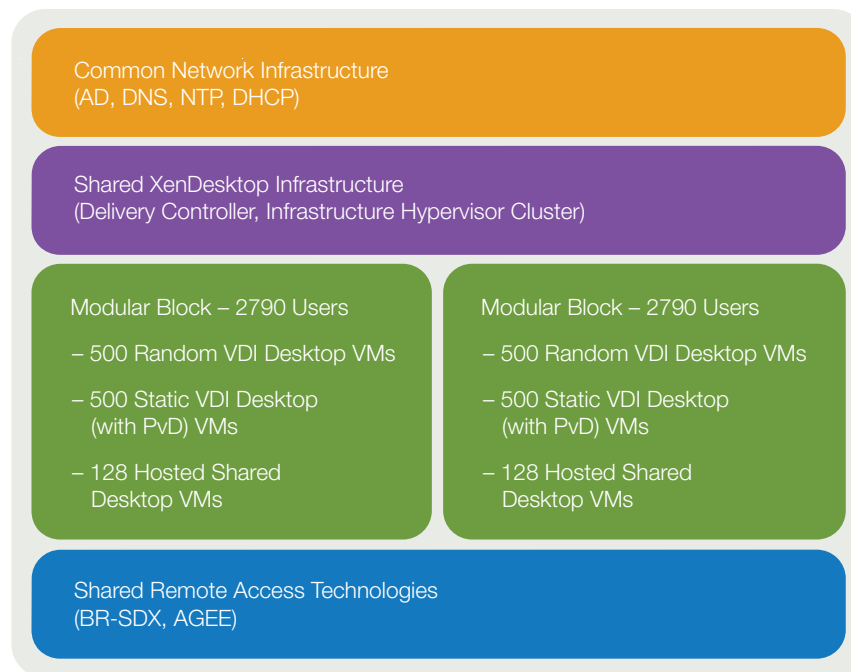 Common Network Infrastructure
(AD, DNS, NTP, DHCP)
Shared XenDesktop Infrastructure
(Delivery Controller, Infrastructure Hypervisor Cluster)
Modular Block – 2790 Users
– 500 Random VDI Desktop VMs
– 500 Static VDI Desktop
(with PvD) VMs
– 128 Hosted Shared
Desktop VMs
Modular Block – 2790 Users
– 500 Random VDI Desktop VMs
– 500 Static VDI Desktop
(with PvD) VMs
– 128 Hosted Shared
Desktop VMs
Shared Remote Access Technologies
(BR-SDX, AGEE)